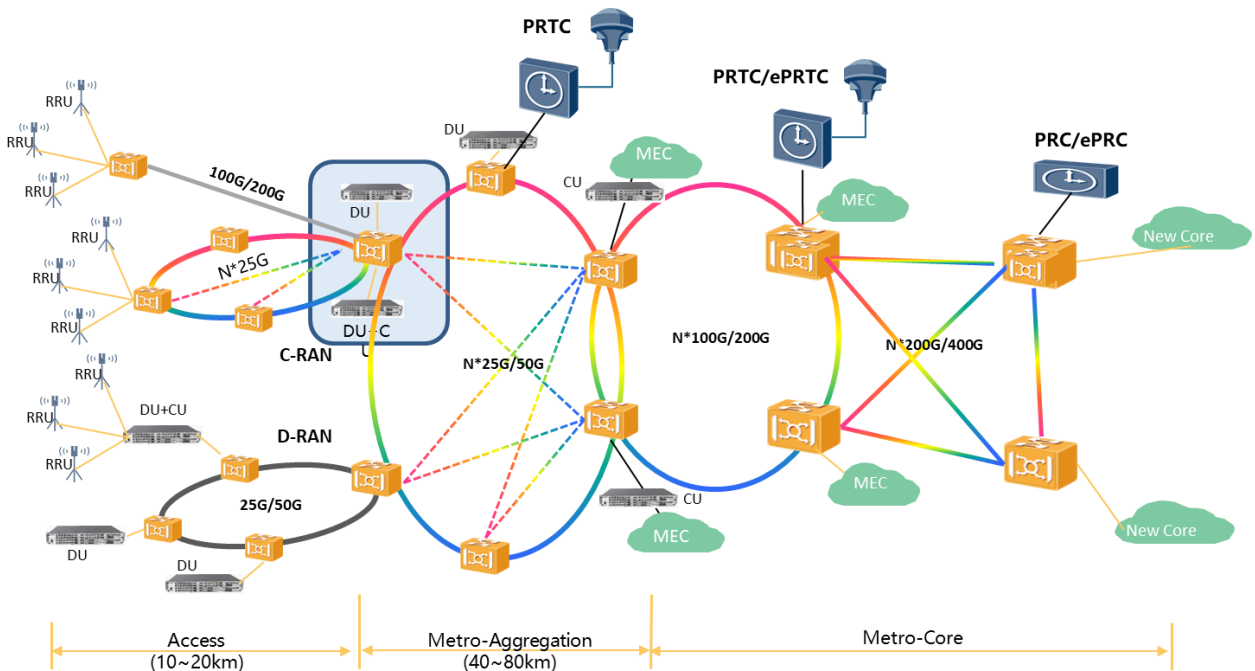 PRTC
PRTC/ePRTC
PRC/ePRC
RRU
RRU
RRU
100G/200G
DU
DU
MEC
CU
MEC
New Core
RRU
RRU
RRU
N*25G
DU+C
U
C-RAN
N*25G/50G
N*100G/200G
N*200G/400G
RRU
RRU
RRU
DU+CU
D-RAN
25G/50G
DU
DU
CU
MEC
MEC
New Core
Access
(10~20km)
Metro-Aggregation
(40~80km)
Metro-Core